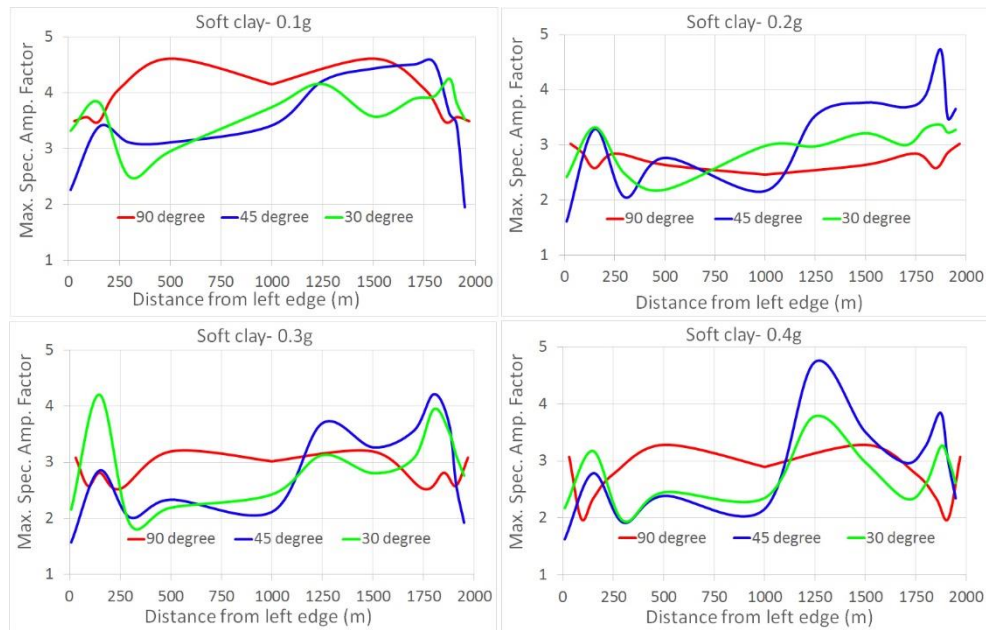 Soft clay- 0.1g
Max. Spec. Amp. Factor
5
4
3
2
1
90 degree 45 degree 30 degree
0 250 500 750 1000 1250 1500 1750 2000
Distance from left edge (m)
Soft clay- 0.2g
Max. Spec. Amp. Factor
5
4
3
2
1
90 degree 45 degree 30 degree
0 250 500 750 1000 1250 1500 1750 2000
Distance from left edge (m)
Soft clay- 0.3g
Max. Spec. Amp. Factor
5
4
3
2
1
90 degree 45 degree 30 degree
0 250 500 750 1000 1250 1500 1750 2000
Distance from left edge (m)
Soft clay- 0.4g
Max. Spec. Amp. Factor
5
4
3
2
1
90 degree 45 degree 30 degree
0 250 500 750 1000 1250 1500 1750 2000
Distance from left edge (m)